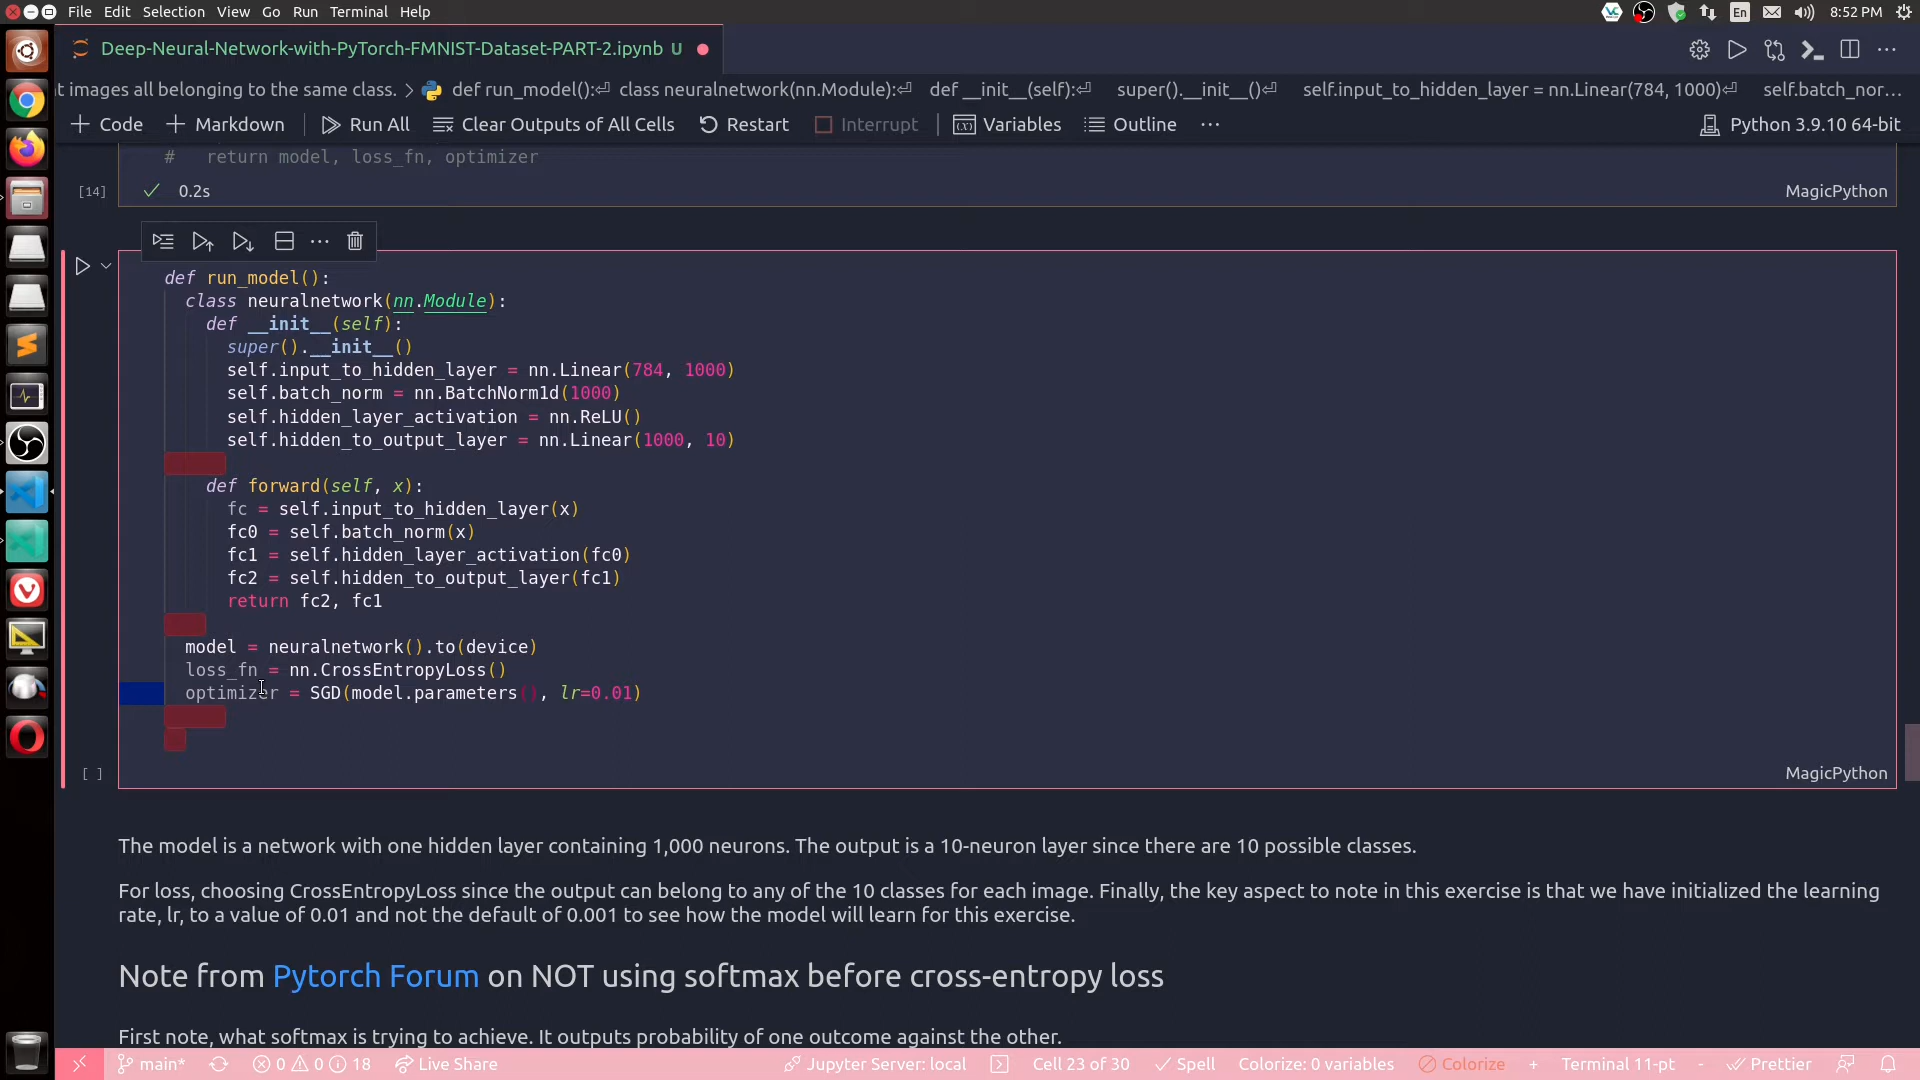 File Edit Selection View Go Run Terminal Help
En 8:52 PM
Deep-Neural-Network-with-PyTorch-FMNIST-Dataset-PART-2.ipynb U
t images all belonging to the same class. > def run_model():⏎ class neuralnetwork(nn.Module):⏎ def __init__(self):⏎ super().__init__()⏎ self.input_to_hidden_layer = nn.Linear(784, 1000)⏎ self.batch_nor...
+ Code + Markdown Run All Clear Outputs of All Cells Restart Interrupt Variables Outline ... Python 3.9.10 64-bit
# return model, loss_fn, optimizer
[14] 0.2s MagicPython
def run_model():
class neuralnetwork(nn.Module):
def __init__(self):
super().__init__()
self.input_to_hidden_layer = nn.Linear(784, 1000)
self.batch_norm = nn.BatchNorm1d(1000)
self.hidden_layer_activation = nn.ReLU()
self.hidden_to_output_layer = nn.Linear(1000, 10)
def forward(self, x):
fc = self.input_to_hidden_layer(x)
fc0 = self.batch_norm(x)
fc1 = self.hidden_layer_activation(fc0)
fc2 = self.hidden_to_output_layer(fc1)
return fc2, fc1
model = neuralnetwork().to(device)
loss_fn = nn.CrossEntropyLoss()
optimizer = SGD(model.parameters(), lr=0.01)
[ ] MagicPython
The model is a network with one hidden layer containing 1,000 neurons. The output is a 10-neuron layer since there are 10 possible classes.
For loss, choosing CrossEntropyLoss since the output can belong to any of the 10 classes for each image. Finally, the key aspect to note in this exercise is that we have initialized the learning
rate, lr, to a value of 0.01 and not the default of 0.001 to see how the model will learn for this exercise.
Note from Pytorch Forum on NOT using softmax before cross-entropy loss
First note, what softmax is trying to achieve. It outputs probability of one outcome against the other.
main* 0 0 18 Live Share Jupyter Server: local Cell 23 of 30 Spell Colorize: 0 variables Colorize + Terminal 11-pt - Prettier